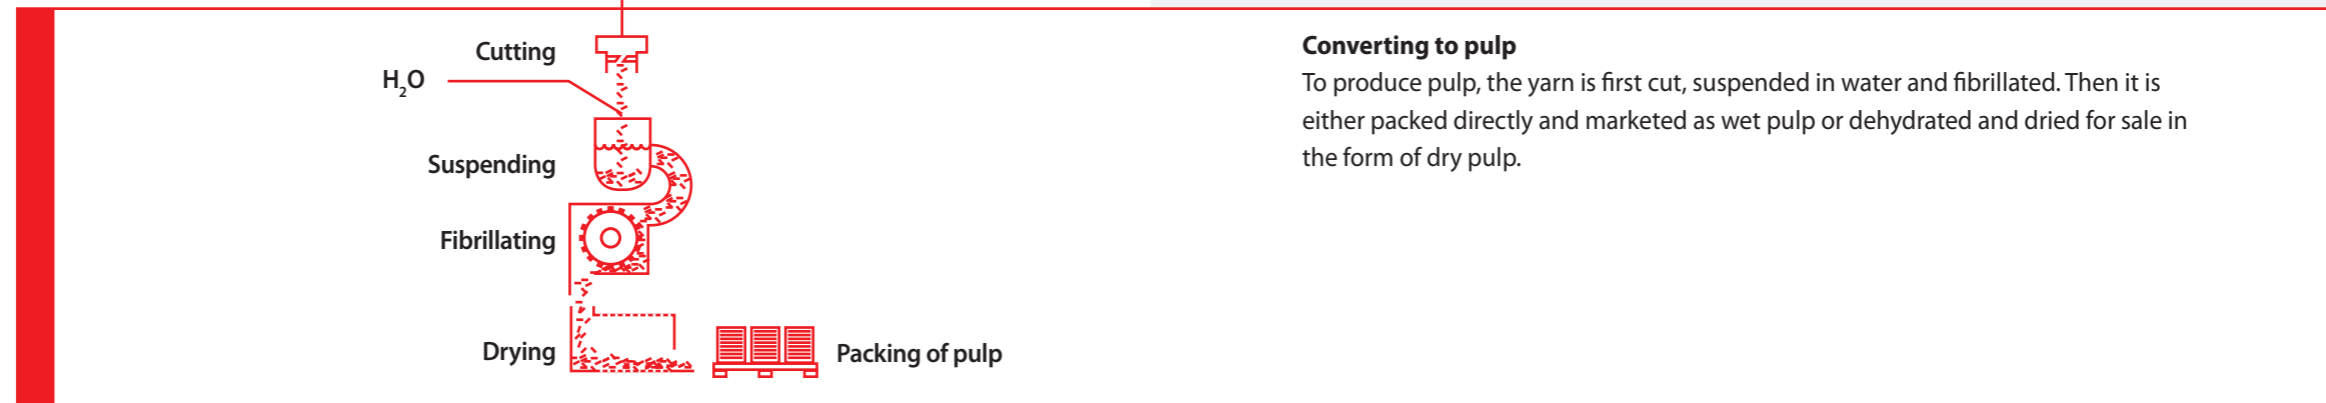 Cutting
H₂O
Suspending
Fibrillating
Drying
Packing of pulp
Converting to pulp
To produce pulp, the yarn is first cut, suspended in water and fibrillated. Then it is
either packed directly and marketed as wet pulp or dehydrated and dried for sale in
the form of dry pulp.